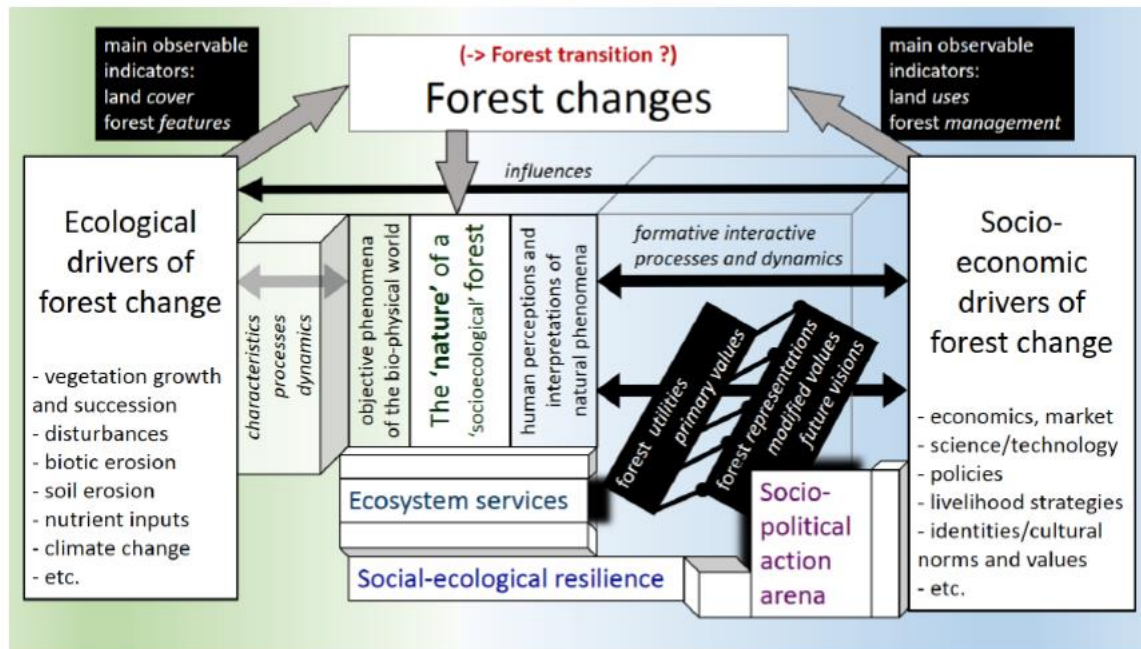 main observable
indicators:
land cover
forest features
(-> Forest transition ?)
Forest changes
main observable
indicators:
land uses
forest management
influences
Ecological
drivers of
forest change
- vegetation growth
and succession
- disturbances
- biotic erosion
- soil erosion
- nutrient inputs
- climate change
- etc.
characteristics
processes
dynamics
objective phenomena
of the bio-physical world
The 'nature' of a
'socioecological' forest
human perceptions and
interpretations of
natural phenomena
formative interactive
processes and dynamics
forest utilities
primary values
forest representations
modified values
future visions
Socio-
economic
drivers of
forest change
- economics, market
- science/technology
- policies
- livelihood strategies
- identities/cultural
norms and values
- etc.
Ecosystem services
Social-ecological resilience
Socio-
political
action
arena